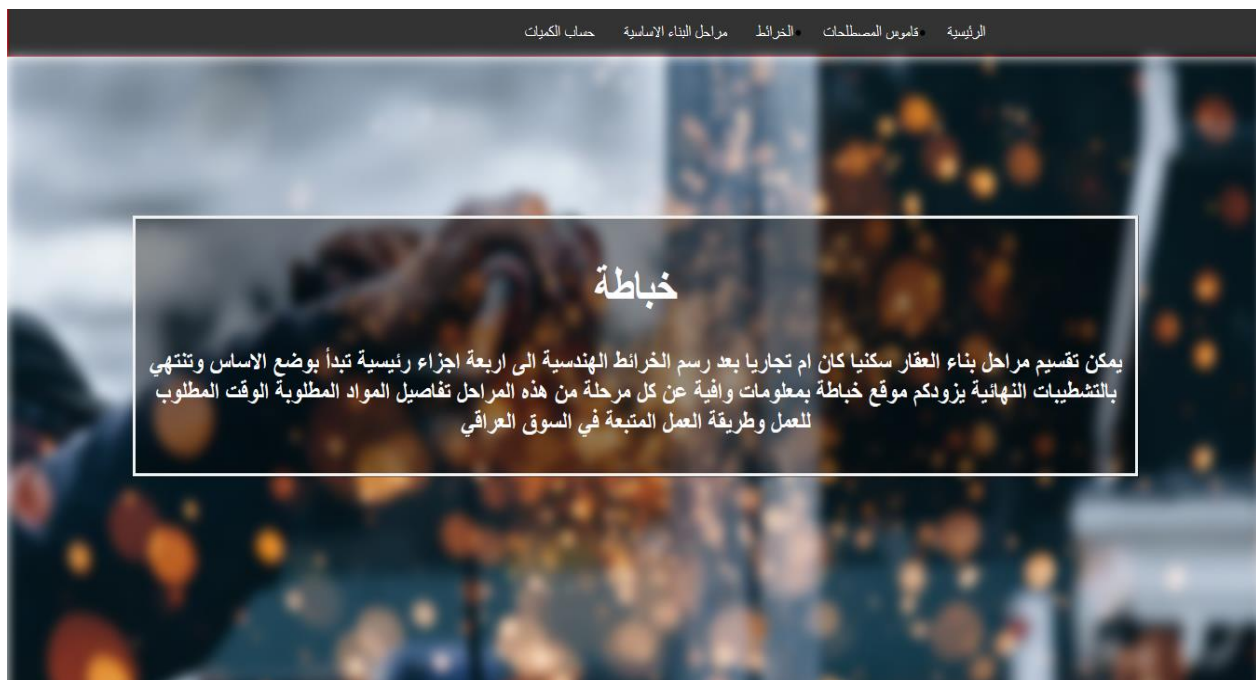 الرئيسية قاموس المصطلحات الخرائط مراحل البناء الاساسية حساب الكميات
خباطة
يمكن تقسيم مراحل بناء العقار سكنيا كان ام تجاريا بعد رسم الخرائط الهندسية الى اربعة اجزاء رئيسية تبدأ بوضع الاساس وتنتهي
بالتشطيبات النهائية يزودكم موقع خباطة بمعلومات وافية عن كل مرحلة من هذه المراحل تفاصيل المواد المطلوبة الوقت المطلوب
للعمل وطريقة العمل المتبعة في السوق العراقي